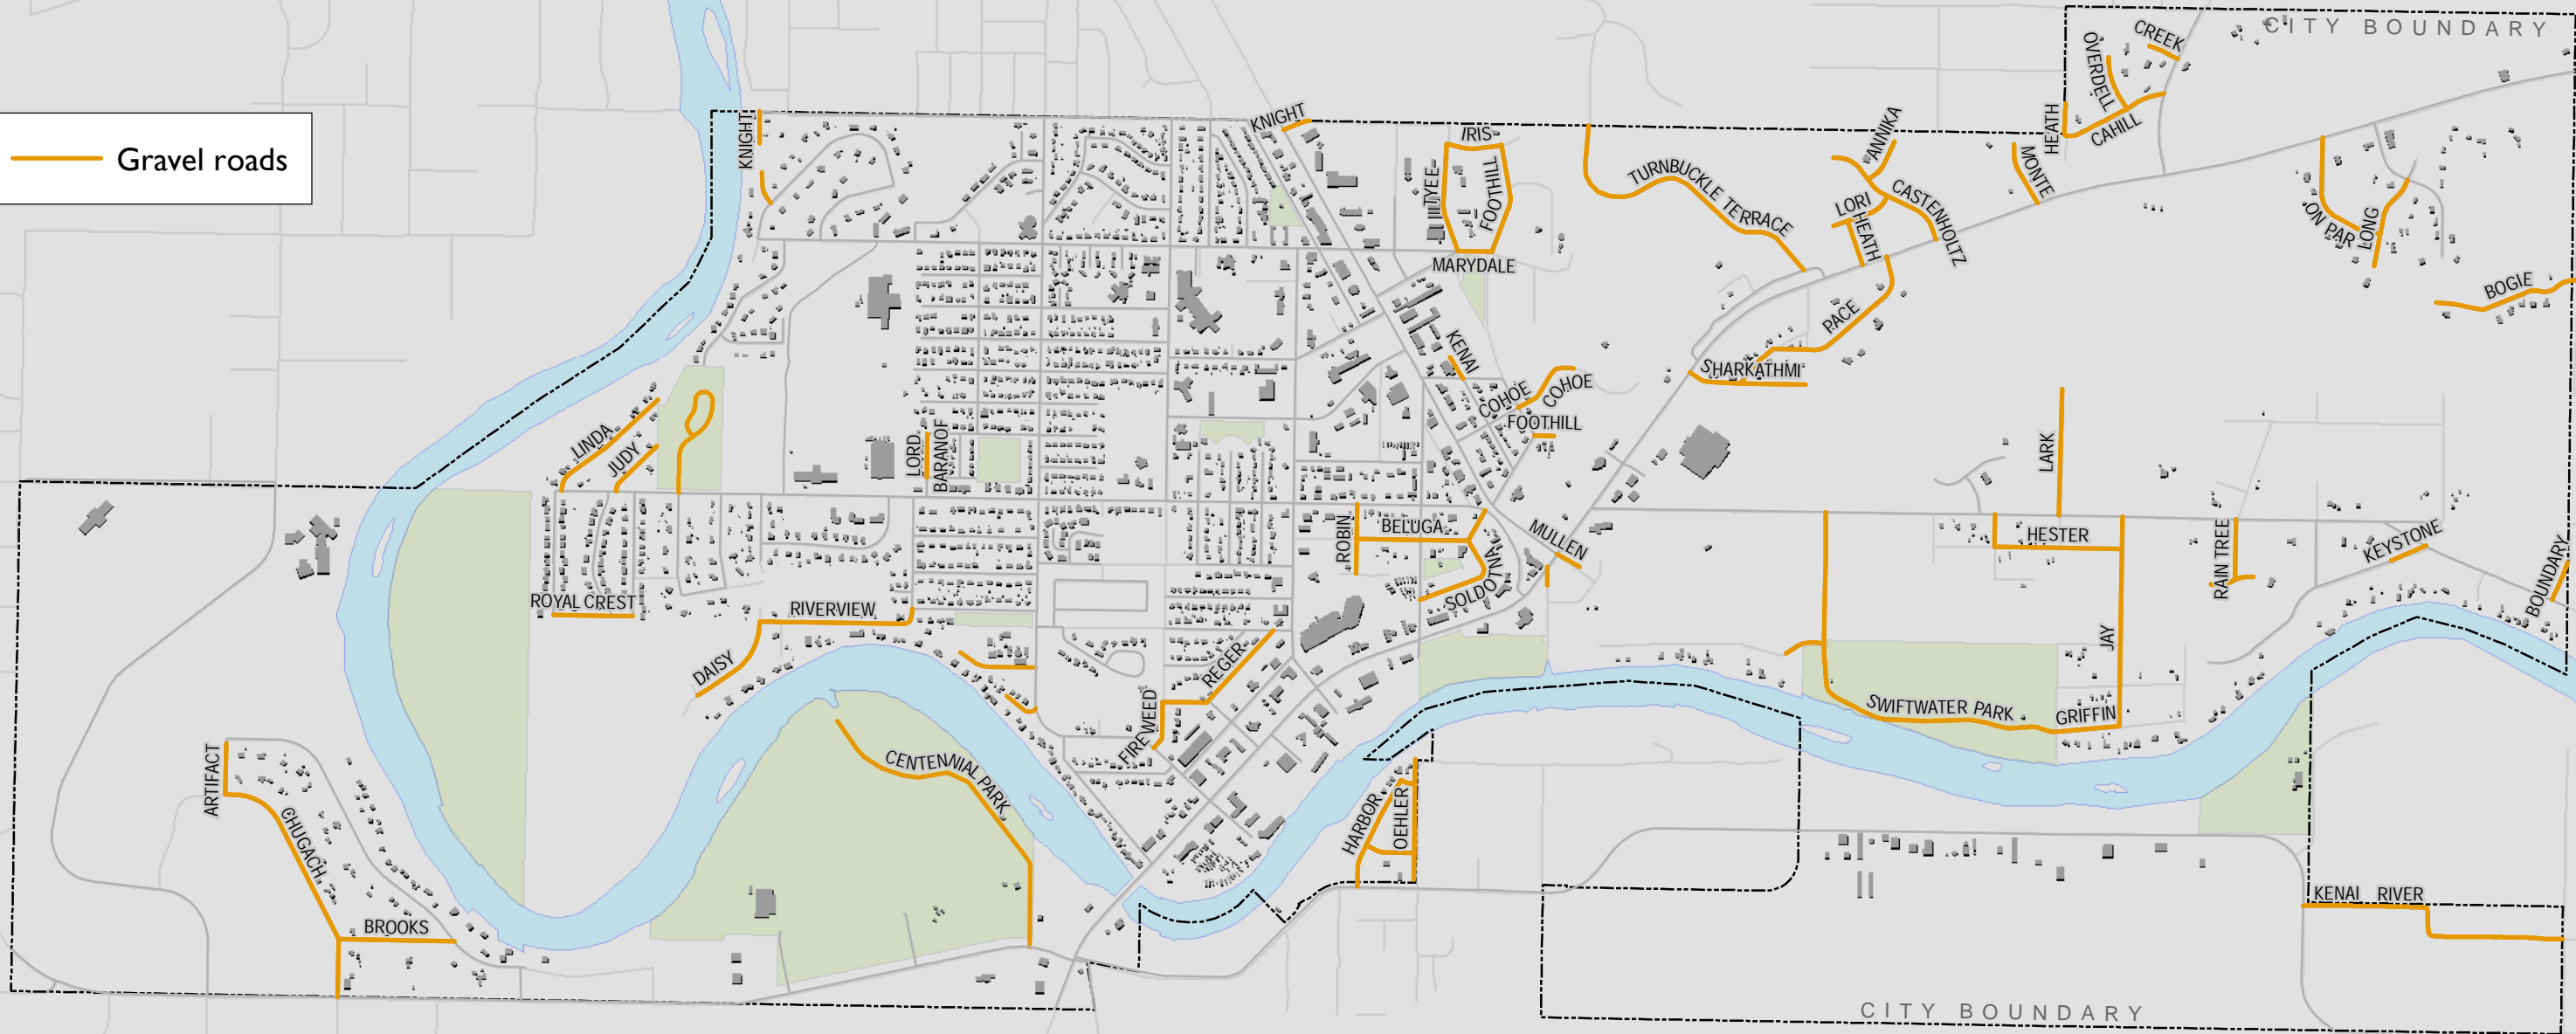 CITY BOUNDARY
CREEK
OVERDELL
CAHILL
HEATH
Gravel roads
KNIGHT
KNIGHT
IRIS
TYEE
FOOTHILL
MARYDALE
TURNBUCKLE TERRACE
ANNIKA
CASTENHOLTZ
LORI
HEATH
MONTE
ON PAR
LONG
BOGIE
PACE
SHARKATHMI
KENAI
COHOE
COHOE
FOOTHILL
LINDA
JUDY
LORD
BARANOF
LARK
ROBIN
BELUGA
SOLDOTNA
MULLEN
HESTER
RAIN TREE
KEYSTONE
BOUNDARY
ROYAL CREST
RIVERVIEW
DAISY
REGER
FIREWEED
JAY
SWIFTWATER PARK
GRIFFIN
ARTIFACT
CHUGACH
BROOKS
CENTENNIAL PARK
HARBOR
OEHLER
KENAI RIVER
CITY BOUNDARY